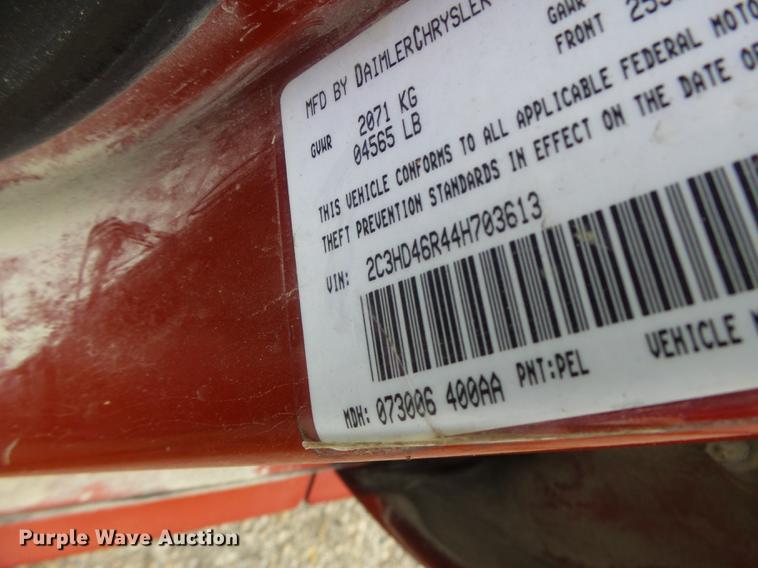 MFD BY DAIMLERCHRYSLER
GAWR
FRONT
GVWR 2071 KG
04565 LB
THIS VEHICLE CONFORMS TO ALL APPLICABLE FEDERAL MOTO
THEFT PREVENTION STANDARDS IN EFFECT ON THE DATE OF
VIN: 2C3HD46R44H703613
MDH: 073006 400AA PNT:PEL VEHICLE
Purple Wave Auction